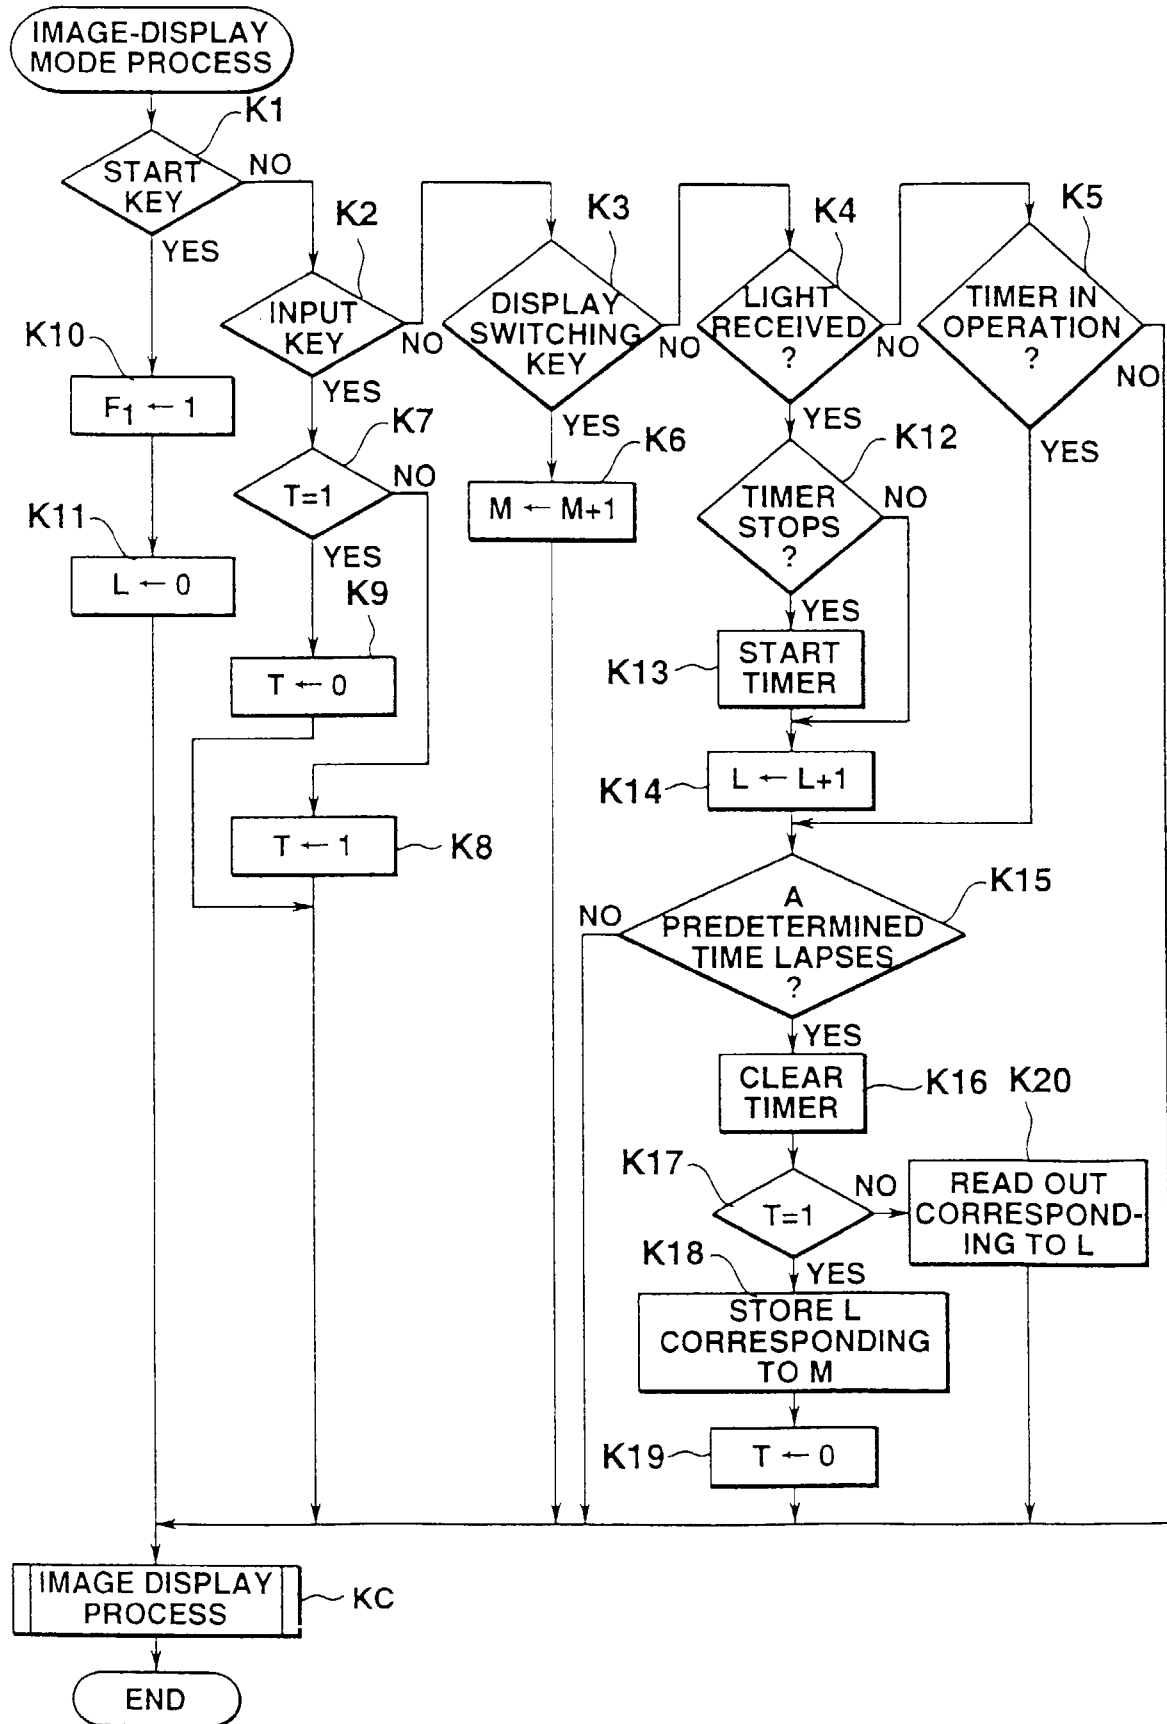 IMAGE-DISPLAY
MODE PROCESS
K1
START
KEY
NO
YES
K2
INPUT
KEY
NO
YES
K3
DISPLAY
SWITCHING
KEY
NO
YES
K4
LIGHT
RECEIVED
?
NO
YES
K5
TIMER IN
OPERATION
?
NO
YES
K10
F1 ← 1
K11
L ← 0
K7
T=1
NO
YES
K9
T ← 0
T ← 1
K8
K6
M ← M+1
K12
TIMER
STOPS
?
NO
YES
K13
START
TIMER
K14
L ← L+1
K15
A
PREDETERMINED
TIME LAPSES
?
NO
YES
CLEAR
TIMER
K16
K17
T=1
NO
YES
K20
READ OUT
CORRESPOND-
ING TO L
K18
STORE L
CORRESPONDING
TO M
K19
T ← 0
IMAGE DISPLAY
PROCESS
KC
END